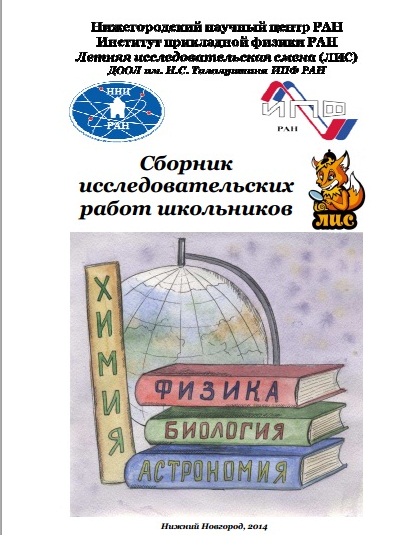 Нижегородский научный центр РАН
Институт прикладной физики РАН
Летняя исследовательская смена (ЛИС)
ДООЛ им. Н.С. Талалушкина ИПФ РАН
ННЦ
РАН
ИПФ
РАН
Сборник
исследовательских
работ школьников
ЛИС
ХИМИЯ
ФИЗИКА
БИОЛОГИЯ
АСТРОНОМИЯ
Нижний Новгород, 2014